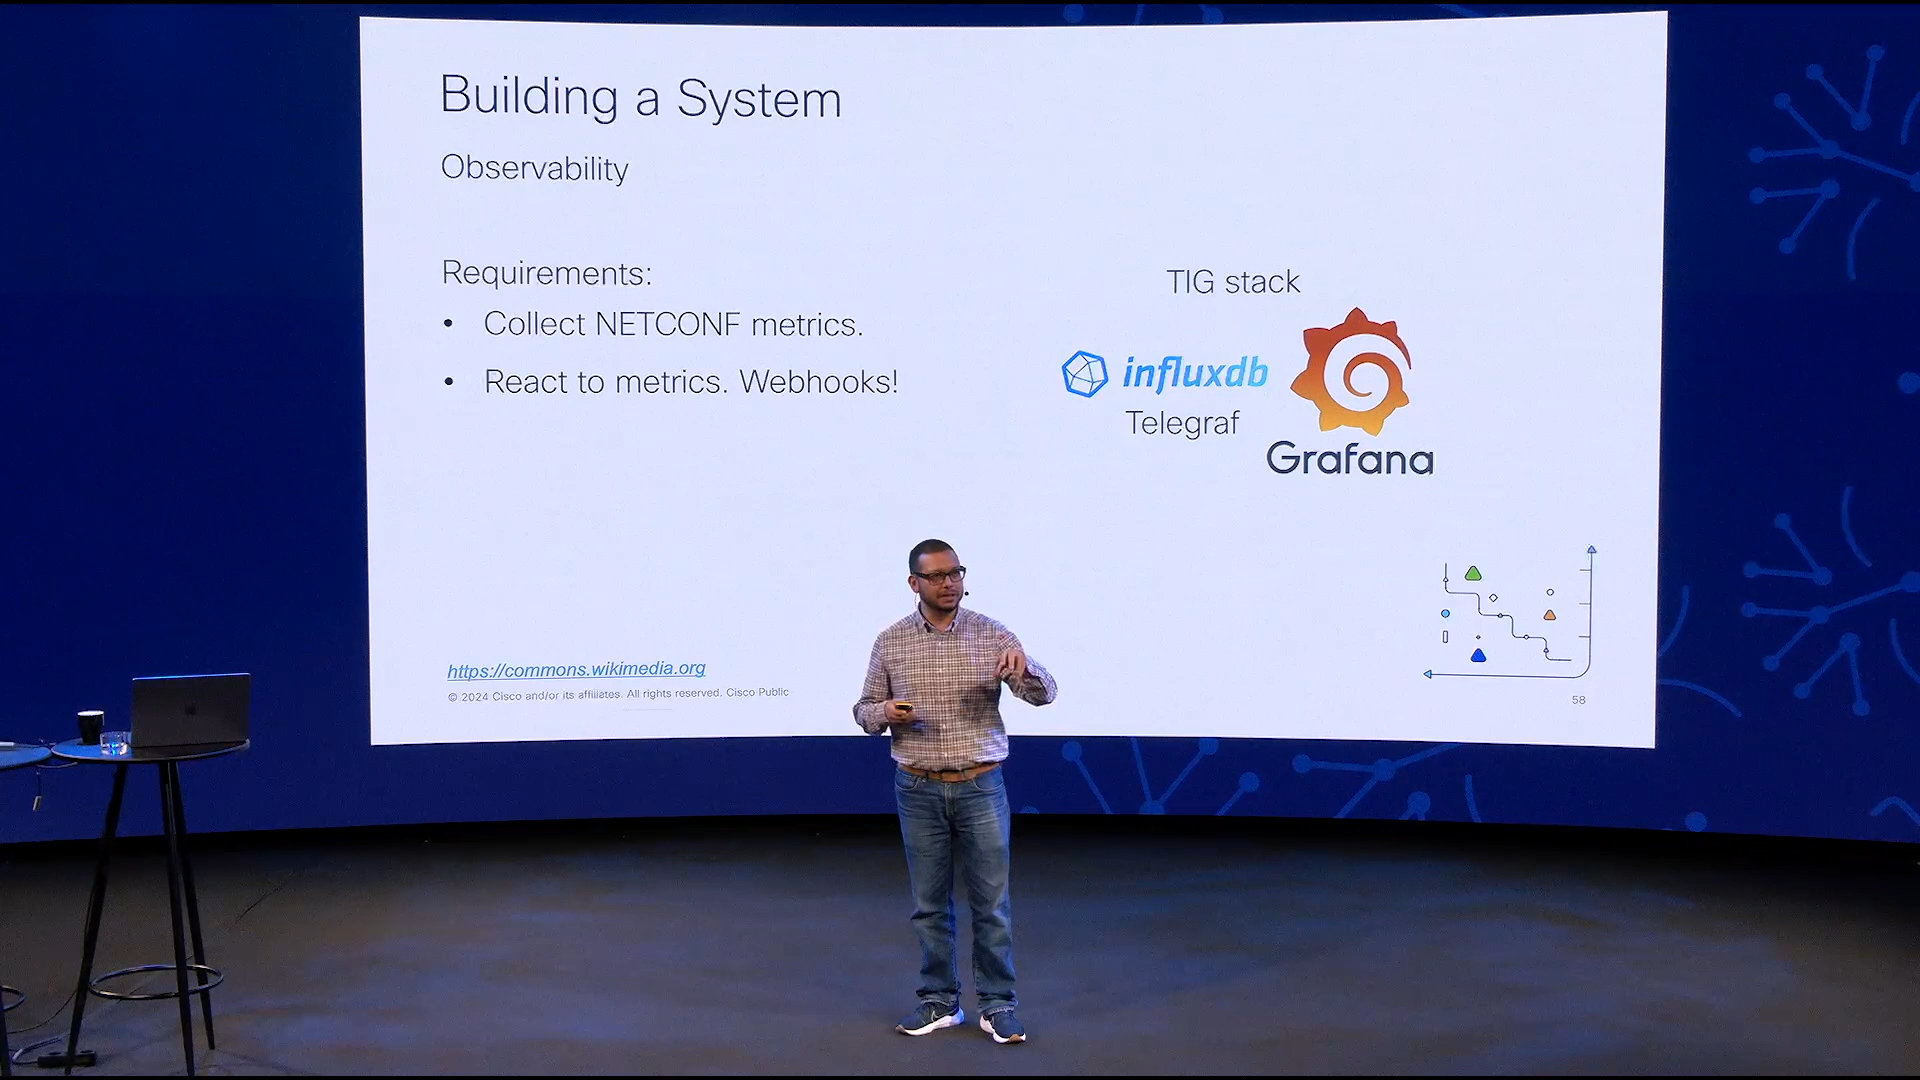 Building a System
Observability
Requirements:
• Collect NETCONF metrics.
• React to metrics. Webhooks!
TIG stack
influxdb
Telegraf
Grafana
https://commons.wikimedia.org
© 2024 Cisco and/or its affiliates. All rights reserved. Cisco Public
58